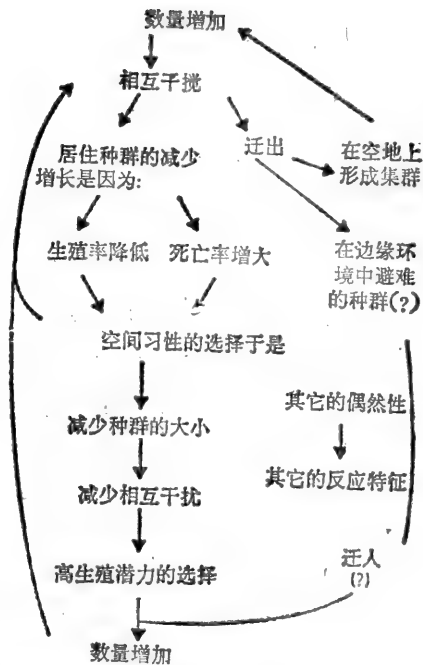 数量增加
相互干扰
居住种群的减少
增长是因为:
迁出
在空地上
形成集群
生殖率降低
死亡率增大
在边缘环
境中避难
的种群(?)
空间习性的选择于是
其它的偶然性
减少种群的大小
其它的反应特征
减少相互干扰
高生殖潜力的选择
迁人
(?)
数量增加